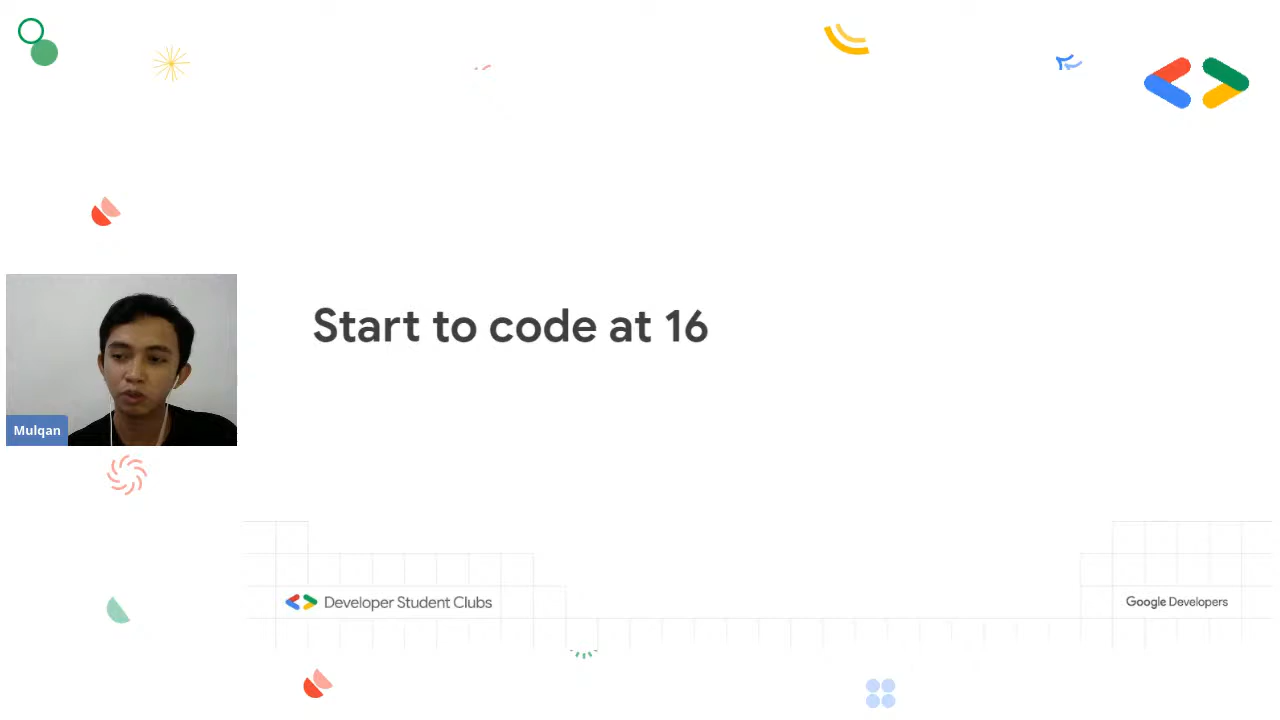 Start to code at 16
Mulqan
Developer Student Clubs
Google Developers